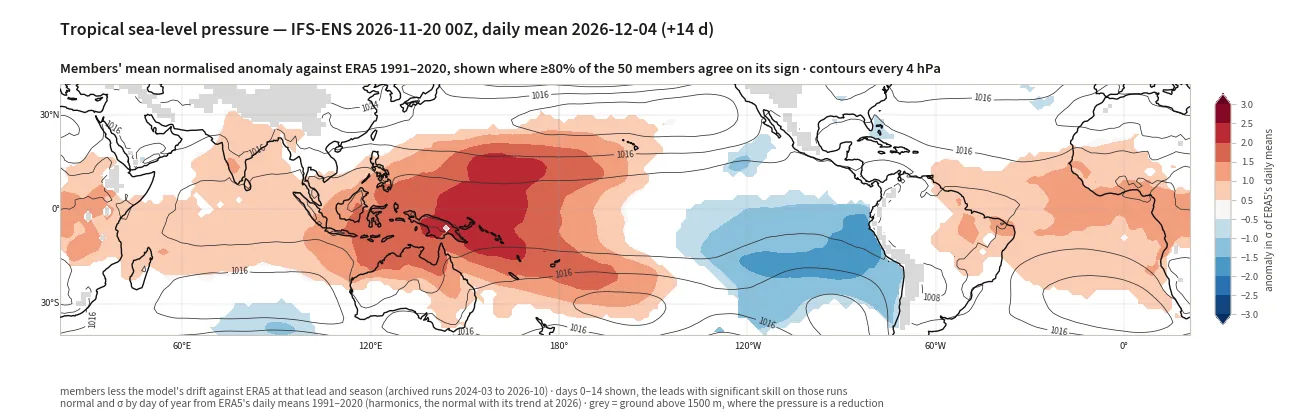 Tropical sea-level pressure — IFS-ENS 2026-11-20 00Z, daily mean 2026-12-04 (+14 d)
Members' mean normalised anomaly against ERA5 1991–2020, shown where ≥80% of the 50 members agree on its sign · contours every 4 hPa
30°N
0°
30°S
60°E
120°E
180°
120°W
60°W
0°
1016
1016
1024
1016
1016
1016
1016
1016
1016
1016
1016
1016
1016
1008
1016
1016
1016
3.0
2.5
2.0
1.5
1.0
0.5
−0.5
−1.0
−1.5
−2.0
−2.5
−3.0
anomaly in σ of ERA5's daily means
members less the model's drift against ERA5 at that lead and season (archived runs 2024-03 to 2026-10) · days 0–14 shown, the leads with significant skill on those runs
normal and σ by day of year from ERA5's daily means 1991–2020 (harmonics, the normal with its trend at 2026) · grey = ground above 1500 m, where the pressure is a reduction